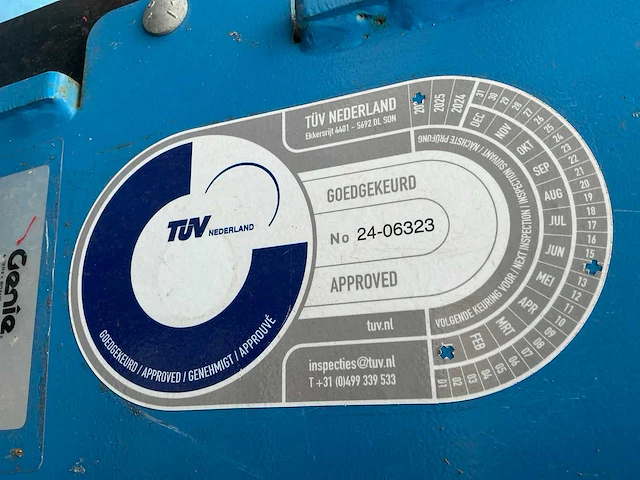 TÜV NEDERLAND
Ekkersrijt 4401 - 5692 DL SON
2025
2024
GOEDGEKEURD
No 24-06323
APPROVED
TÜV NEDERLAND
GOEDGEKEURD / APPROVED / GENEHMIGT / APPROUVÉ
tuv.nl
inspecties@tuv.nl
T +31 (0)499 339 533
VOLGENDE KEURING VOOR / NEXT INSPECTION / INSPECTION SUIVANT / NÄCHSTE PRÜFUNG
FEB
MRT
APR
MEI
JUN
JUL
AUG
SEP
OKT
NOV
DEC
01
02
03
04
05
06
07
08
09
10
11
12
13
15
16
17
18
19
20
21
22
23
24
25
26
27
28
29
30
31
Genie